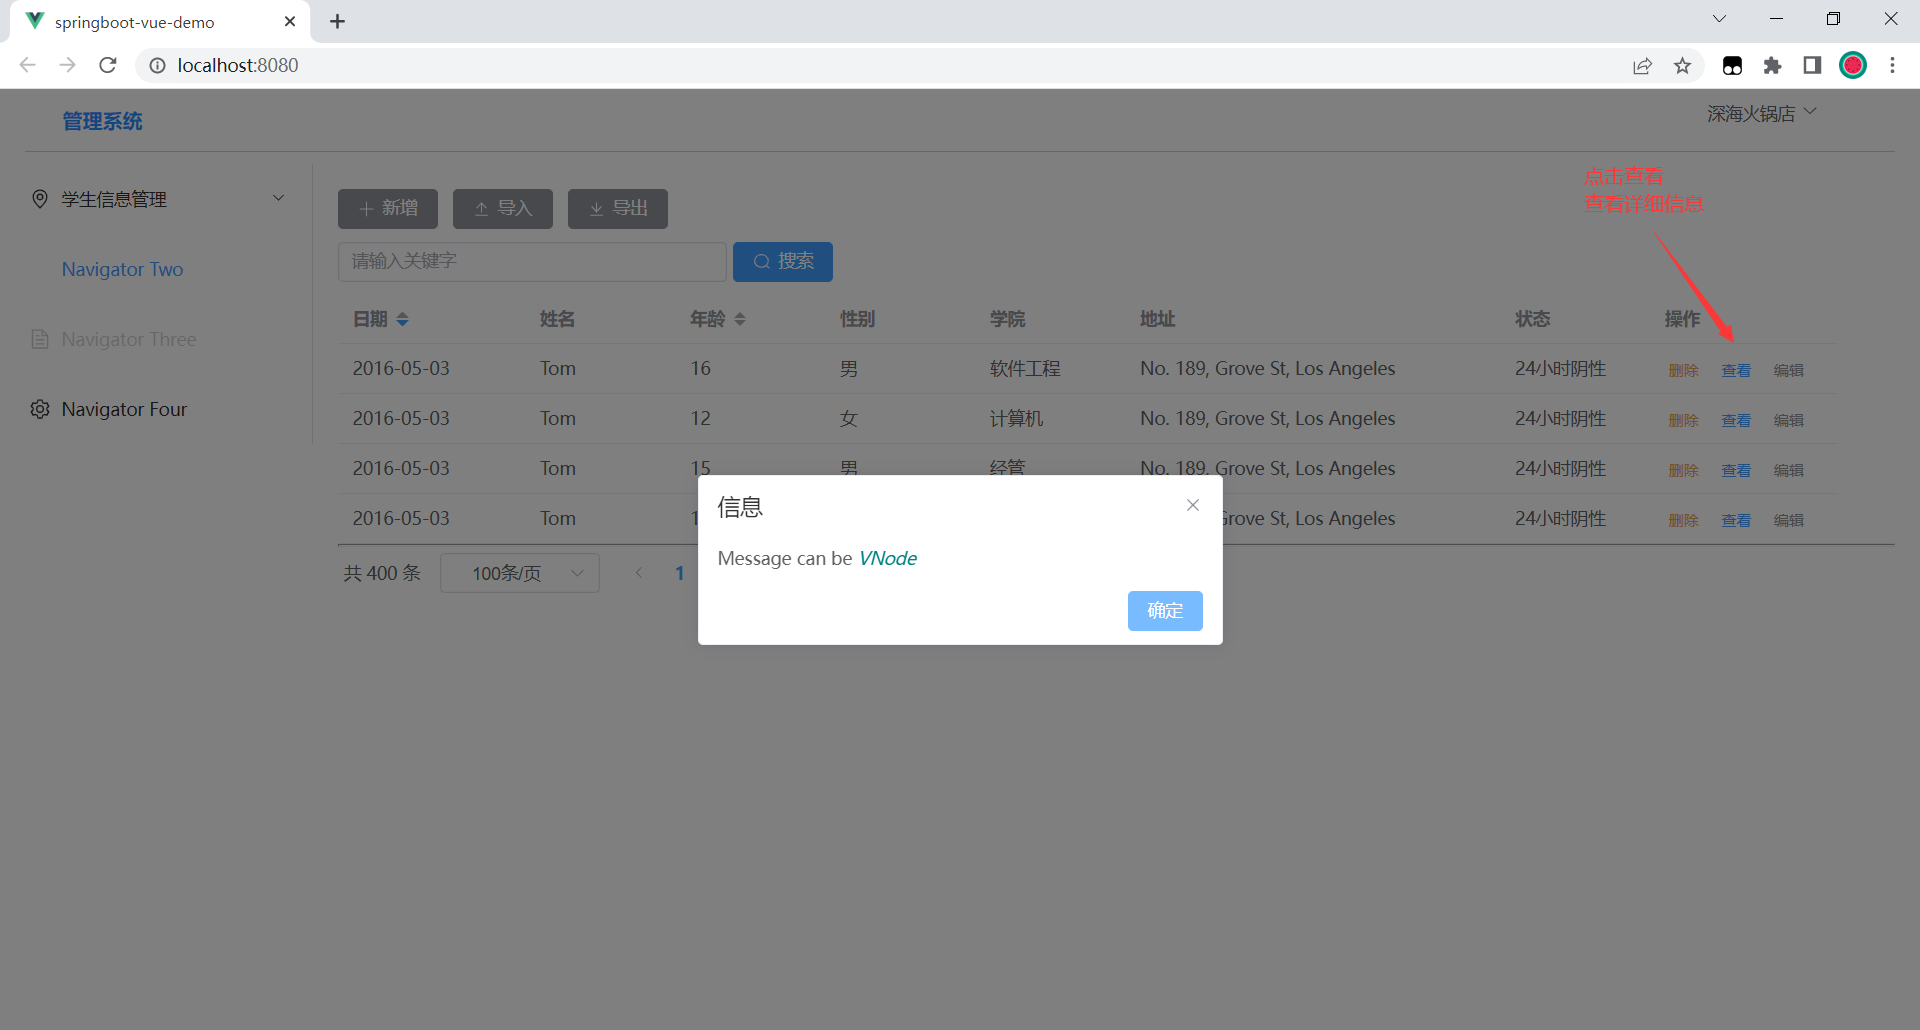 springboot-vue-demo
localhost:8080
管理系统
深海火锅店
点击查看
查看详细信息
学生信息管理
Navigator Two
Navigator Three
Navigator Four
新增 导入 导出
请输入关键字 搜索
日期 姓名 年龄 性别 学院 地址 状态 操作
2016-05-03 Tom 16 男 软件工程 No. 189, Grove St, Los Angeles 24小时阴性 删除 查看 编辑
2016-05-03 Tom 12 女 计算机 No. 189, Grove St, Los Angeles 24小时阴性 删除 查看 编辑
2016-05-03 Tom 15 男 经管 No. 189, Grove St, Los Angeles 24小时阴性 删除 查看 编辑
2016-05-03 Tom Grove St, Los Angeles 24小时阴性 删除 查看 编辑
共 400 条 100条/页 1
信息
Message can be VNode
确定